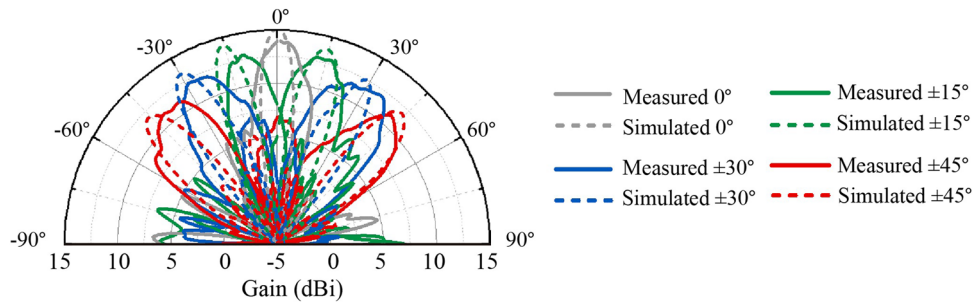 0°
-30° 30°
-60° 60°
-90° 90°
15 10 5 0 -5 0 5 10 15
Gain (dBi)
Measured 0°
Simulated 0°
Measured ±30°
Simulated ±30°
Measured ±15°
Simulated ±15°
Measured ±45°
Simulated ±45°